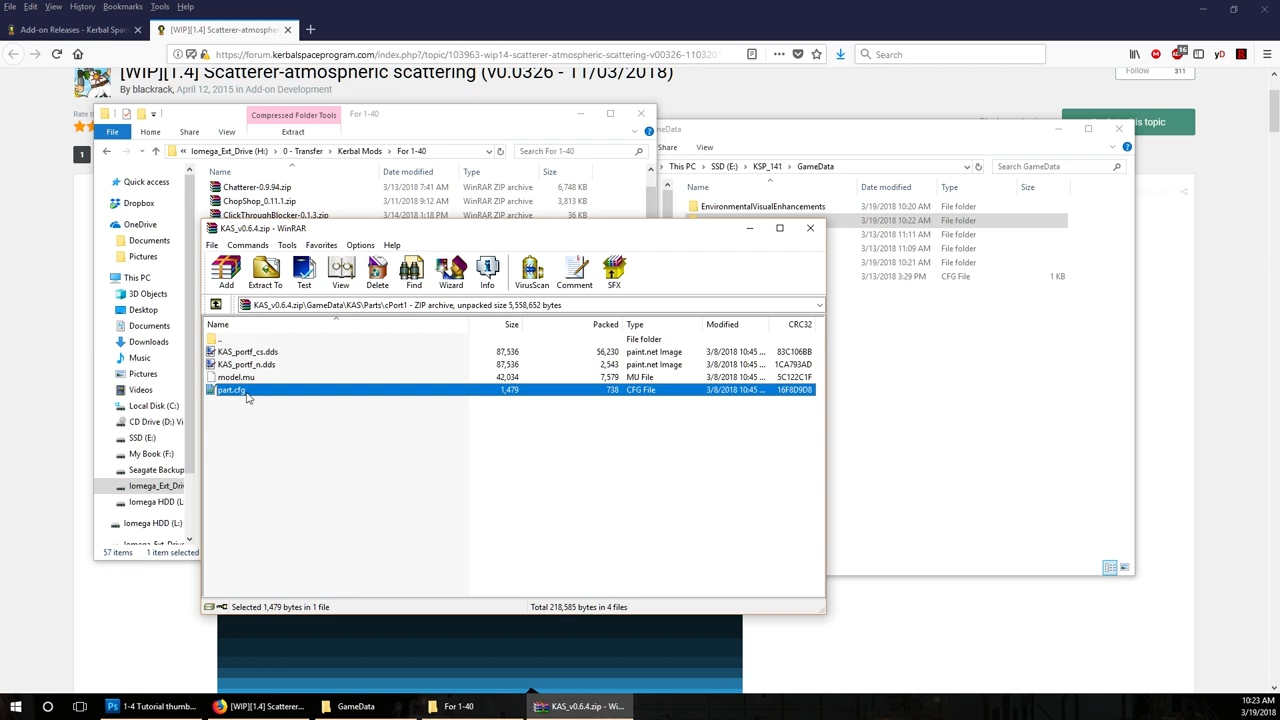 File Edit View History Bookmarks Tools Help
Add-on Releases - Kerbal Spac
[WIP][1.4] Scatterer-atmosphe
https://forum.kerbalspaceprogram.com/index.php?/topic/103963-wip14-scatterer-atmospheric-scattering-v00326-1103201
Search
16
yD
[WIP][1.4] Scatterer-atmospheric scattering (v0.0326 - 11/03/2018)
By blackrack, April 12, 2015 in Add-on Development
Follow 311
Rate th
this topic
1
Compressed Folder Tools
For 1-40
File Home Share View Extract
Iomega_Ext_Drive (H:) > 0 - Transfer > Kerbal Mods > For 1-40
Search For 1-40
Name Date modified Type Size
Chatterer-0.9.94.zip 3/13/2018 7:41 AM WinRAR ZIP archive 6,748 KB
ChopShop_0.11.1.zip 3/11/2018 9:12 AM WinRAR ZIP archive 3,813 KB
ClickThroughBlocker-0.1.3.zip 3/14/2018 1:18 PM WinRAR ZIP archive 36 KB
Quick access
Dropbox
OneDrive
Documents
Pictures
This PC
3D Objects
Desktop
Documents
Downloads
Music
Pictures
Videos
Local Disk (C:)
CD Drive (D:) Vi
SSD (E:)
My Book (F:)
Seagate Backup
Iomega_Ext_Driv
Iomega HDD (L:
Iomega HDD (L:)
Iomega_Ext_Driv
57 items 1 item selected
eData
Share View
This PC > SSD (E:) > KSP_141 > GameData
Search GameData
Name Date modified Type Size
EnvironmentalVisualEnhancements 3/19/2018 10:20 AM File folder
3/19/2018 10:22 AM File folder
3/13/2018 11:11 AM File folder
3/13/2018 11:09 AM File folder
3/19/2018 10:21 AM File folder
3/13/2018 3:29 PM CFG File 1 KB
KAS_v0.6.4.zip - WinRAR
File Commands Tools Favorites Options Help
Add Extract To Test View Delete Find Wizard Info VirusScan Comment SFX
KAS_v0.6.4.zip\GameData\KAS\Parts\cPort1 - ZIP archive, unpacked size 5,558,652 bytes
Name Size Packed Type Modified CRC32
.. File folder
KAS_portf_cs.dds 87,536 56,230 paint.net Image 3/8/2018 10:45 ... 83C106BB
KAS_portf_n.dds 87,536 2,543 paint.net Image 3/8/2018 10:45 ... 1CA793AD
model.mu 42,034 7,579 MU File 3/8/2018 10:45 ... 5C122C1F
part.cfg 1,479 738 CFG File 3/8/2018 10:45 ... 16F8D9D8
Selected 1,479 bytes in 1 file Total 218,585 bytes in 4 files
1-4 Tutorial thumb...
[WIP][1.4] Scatterer...
GameData
For 1-40
KAS_v0.6.4.zip - Wi...
10:23 AM
3/19/2018